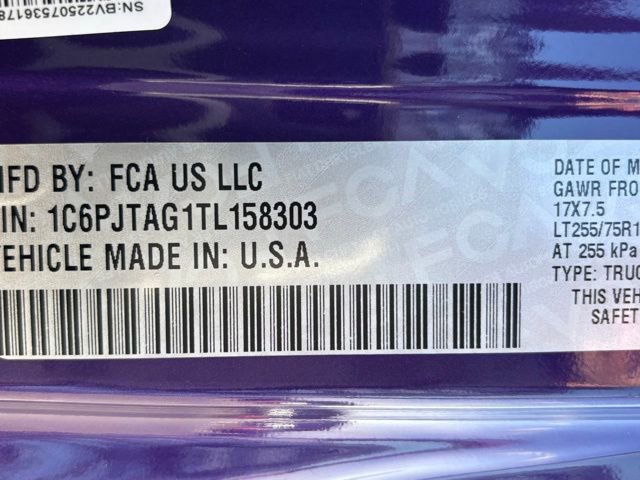 SN:BV22507536178
MFD BY: FCA US LLC
VIN: 1C6PJTAG1TL158303
VEHICLE MADE IN: U.S.A.
DATE OF M
GAWR FRO
17X7.5
LT255/75R1
AT 255 kPa
TYPE: TRUC
THIS VEH
SAFET